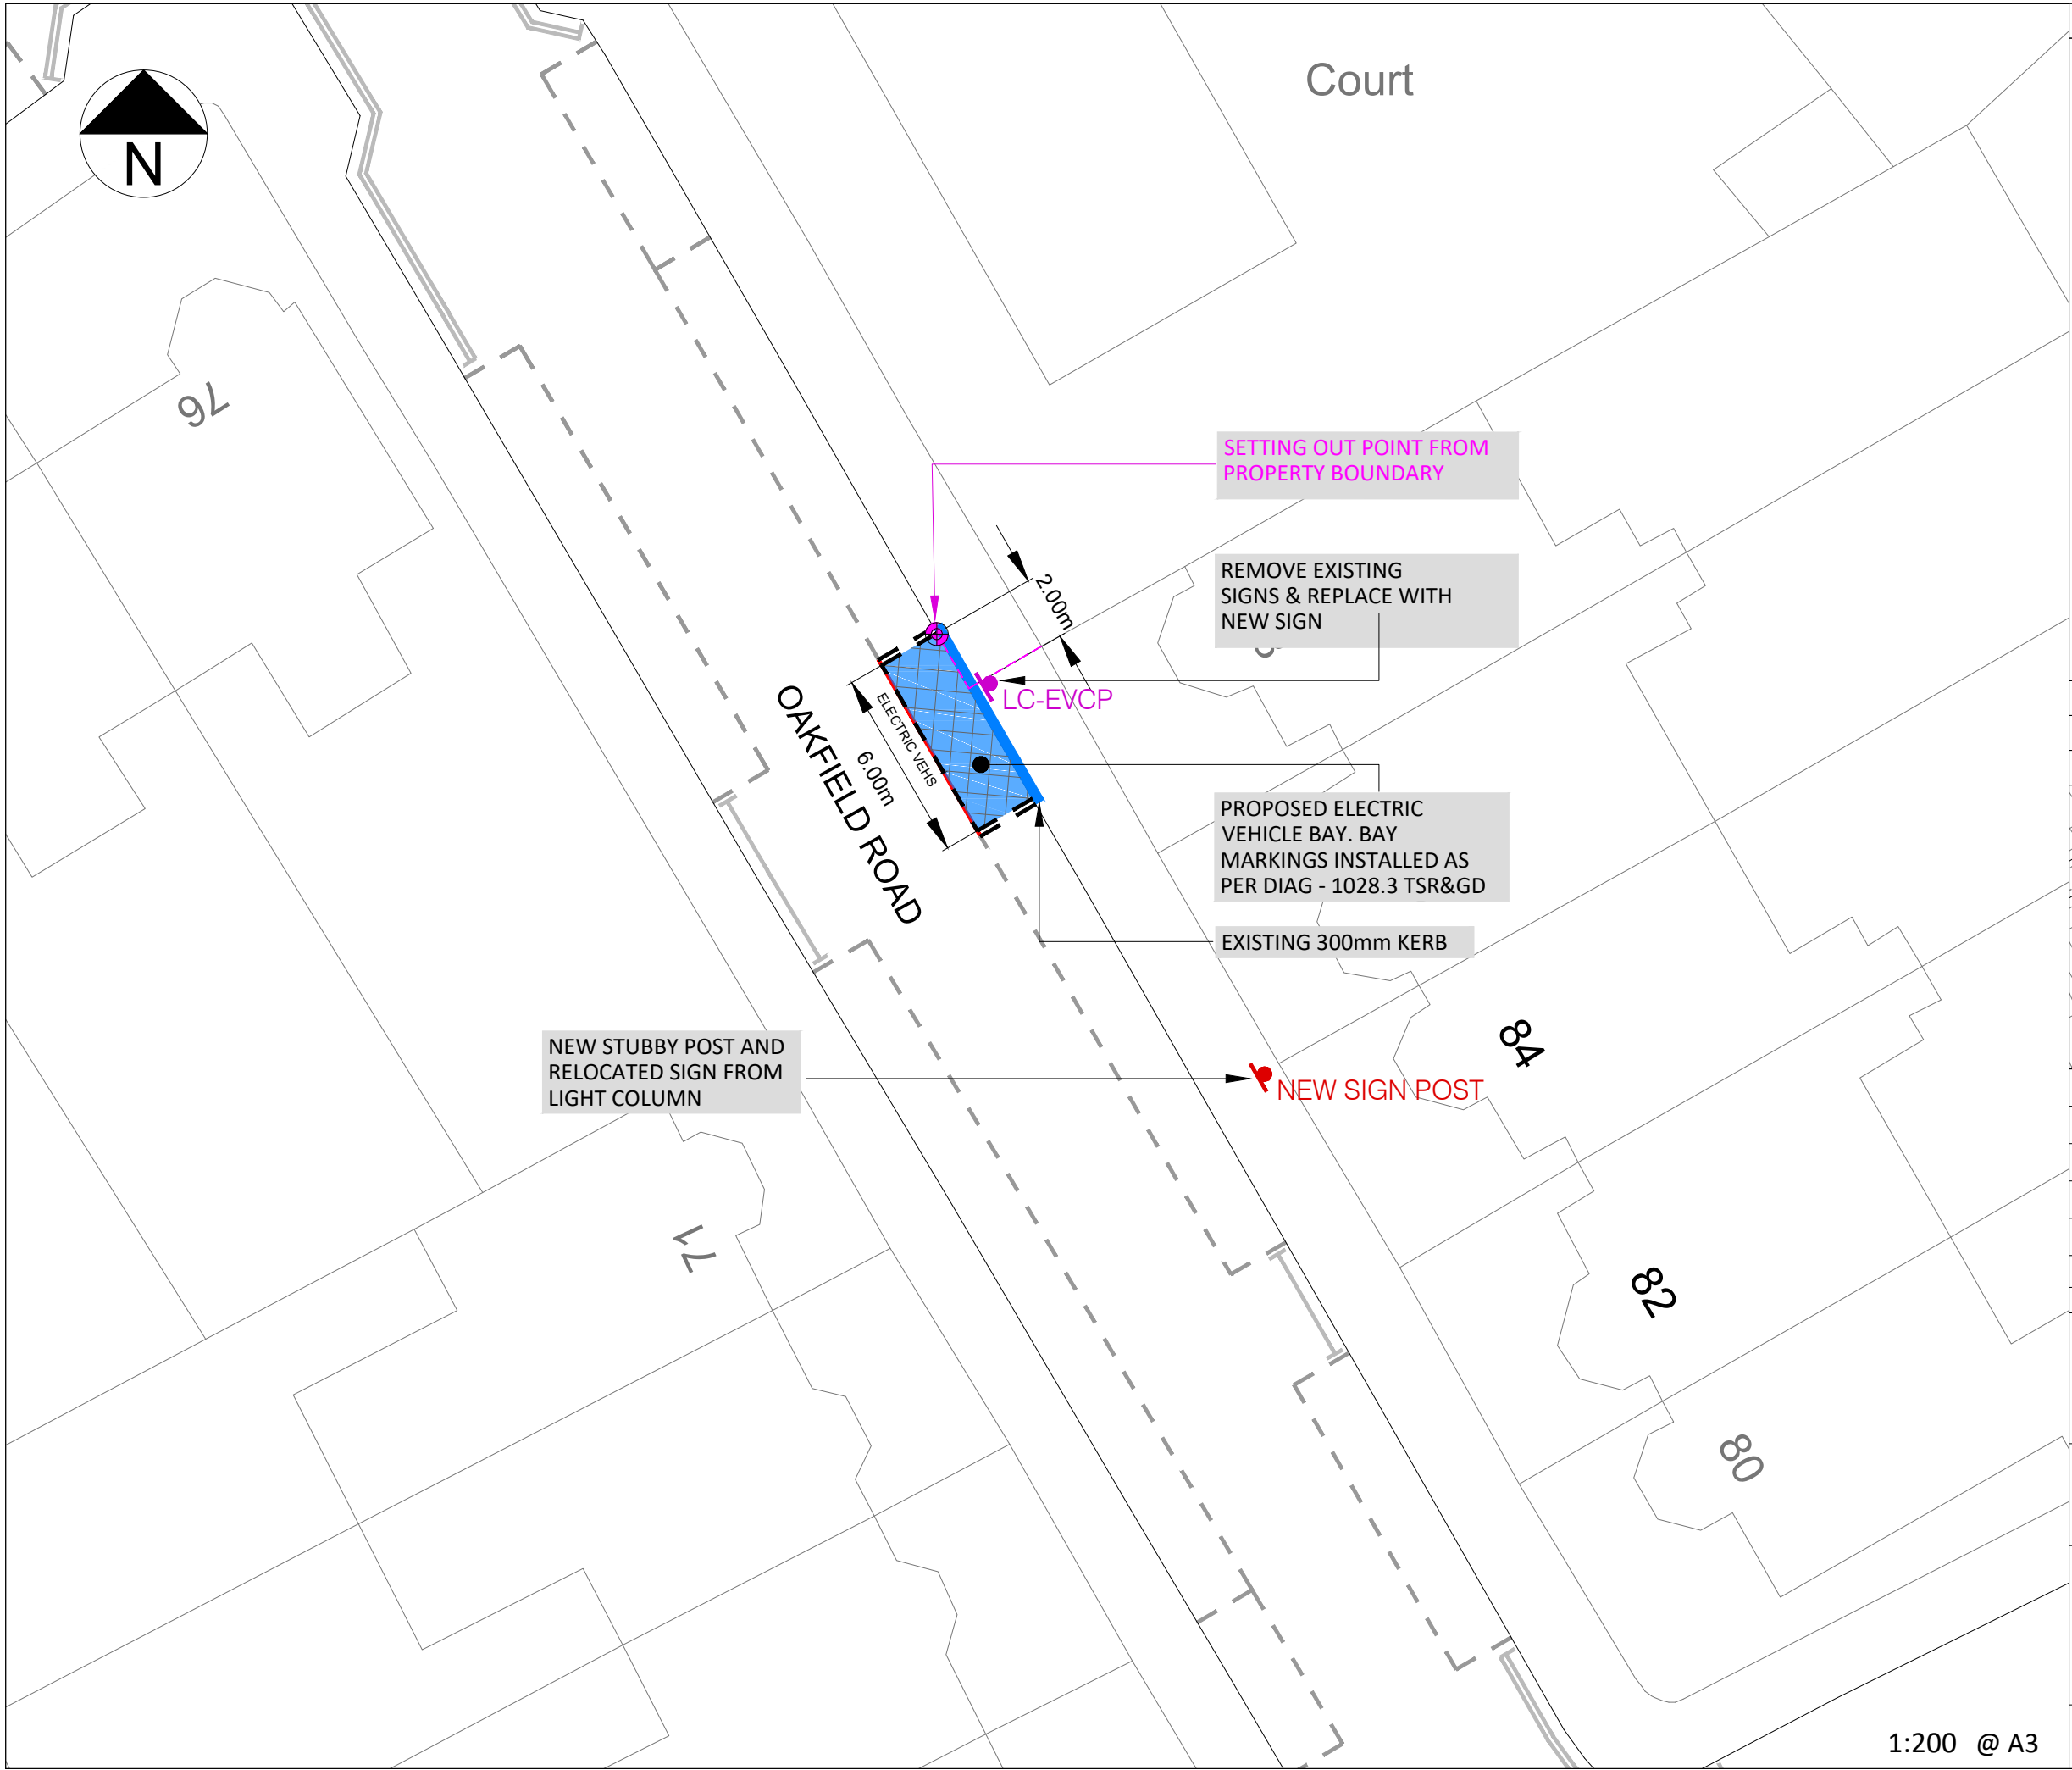 Court
N
76
SETTING OUT POINT FROM
PROPERTY BOUNDARY
REMOVE EXISTING
SIGNS & REPLACE WITH
NEW SIGN
2.00m
LC-EVCP
ELECTRIC VEHS
6.00m
OAKFIELD ROAD
PROPOSED ELECTRIC
VEHICLE BAY. BAY
MARKINGS INSTALLED AS
PER DIAG - 1028.3 TSR&GD
EXISTING 300mm KERB
NEW STUBBY POST AND
RELOCATED SIGN FROM
LIGHT COLUMN
NEW SIGN POST
84
71
82
80
1:200 @ A3